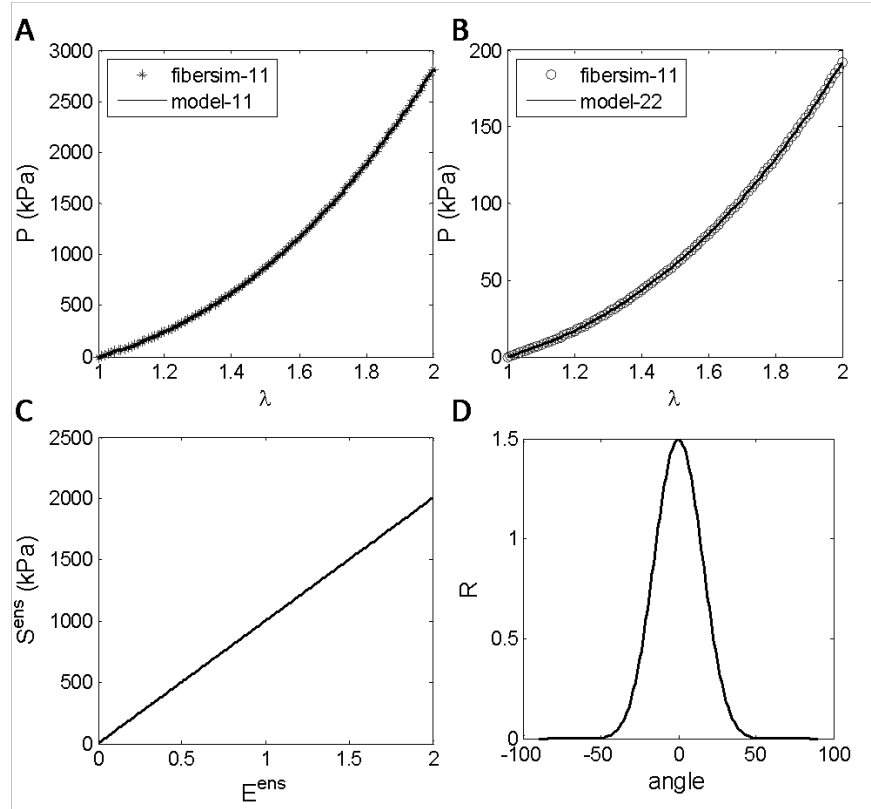 A
3000
2500
2000
1500
1000
500
0
P (kPa)
fibersim-11
model-11
1
1.2
1.4
1.6
1.8
2
λ
B
200
150
100
50
0
P (kPa)
fibersim-11
model-22
1
1.2
1.4
1.6
1.8
2
λ
C
2500
2000
1500
1000
500
0
S^ens (kPa)
0
0.5
1
1.5
2
E^ens
D
1.5
1
0.5
0
R
-100
-50
0
50
100
angle